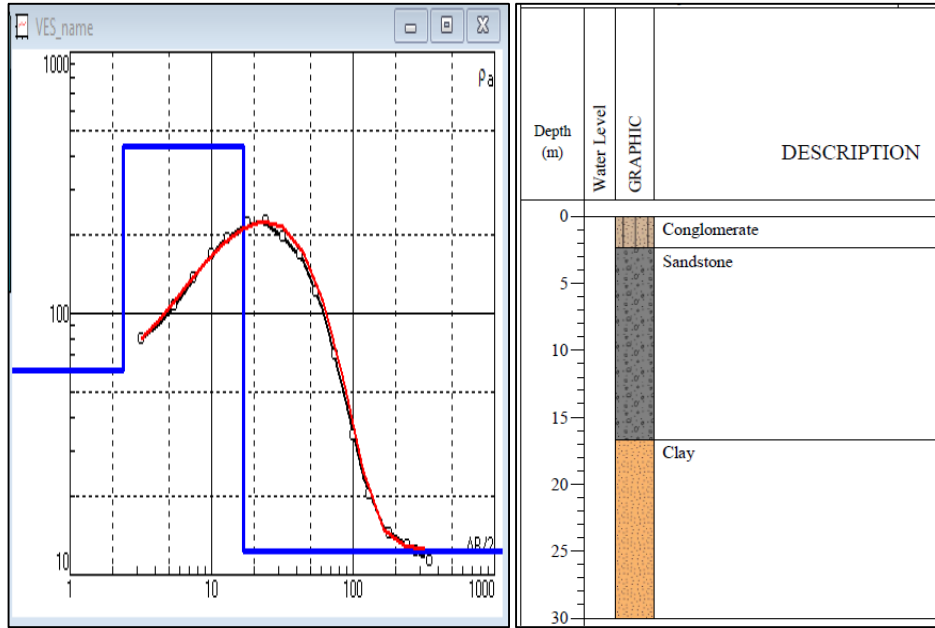 VES_name
1000
ρa
100
10
AB/2
1
10
100
1000
Depth
(m)
Water Level
GRAPHIC
DESCRIPTION
0
Conglomerate
Sandstone
5
10
15
Clay
20
25
30